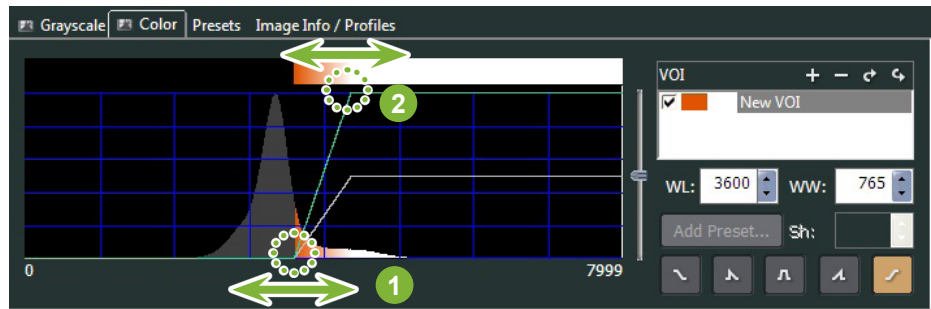 Grayscale Color Presets Image Info / Profiles
2
VOI + −
New VOI
WL: 3600 WW: 765
Add Preset... Sh:
0 7999
1